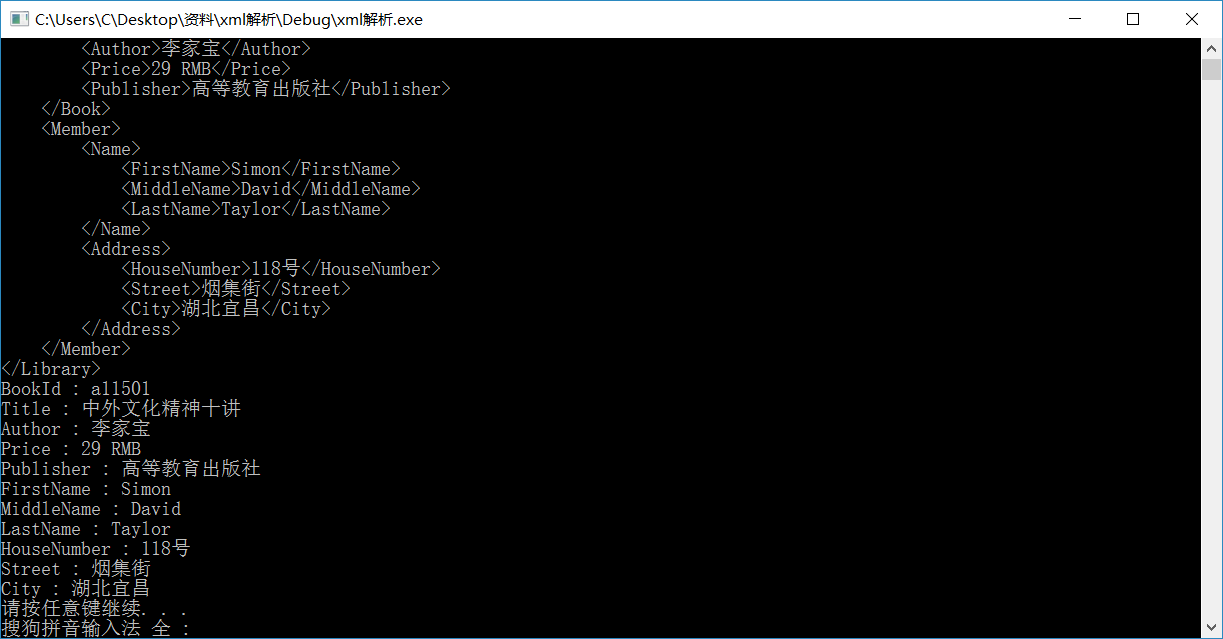 C:\Users\C\Desktop\资料\xml解析\Debug\xml解析.exe
        <Author>李家宝</Author>
        <Price>29 RMB</Price>
        <Publisher>高等教育出版社</Publisher>
    </Book>
    <Member>
        <Name>
            <FirstName>Simon</FirstName>
            <MiddleName>David</MiddleName>
            <LastName>Taylor</LastName>
        </Name>
        <Address>
            <HouseNumber>118号</HouseNumber>
            <Street>烟集街</Street>
            <City>湖北宜昌</City>
        </Address>
    </Member>
</Library>
BookId : a11501
Title : 中外文化精神十讲
Author : 李家宝
Price : 29 RMB
Publisher : 高等教育出版社
FirstName : Simon
MiddleName : David
LastName : Taylor
HouseNumber : 118号
Street : 烟集街
City : 湖北宜昌
请按任意键继续. . .
搜狗拼音输入法 全 :